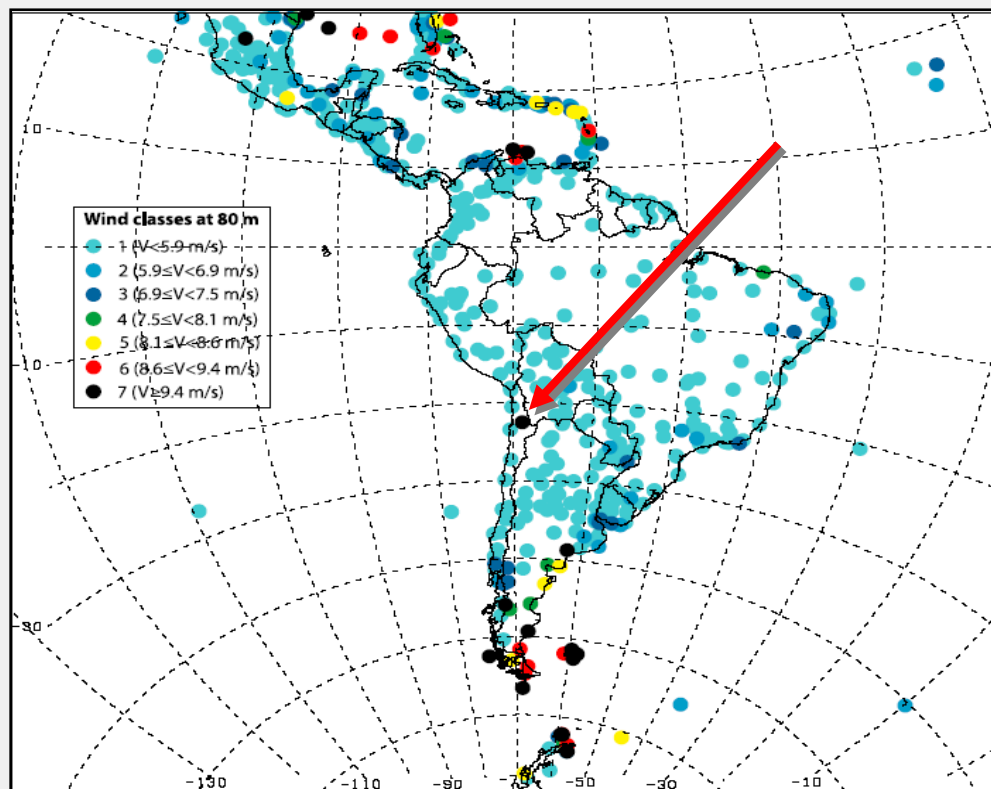 10
Wind classes at 80 m
1 (V<5.9 m/s)
2 (5.9≤V<6.9 m/s)
3 (6.9≤V<7.5 m/s)
4 (7.5≤V<8.1 m/s)
5 (8.1≤V<8.6 m/s)
6 (8.6≤V<9.4 m/s)
7 (V≥9.4 m/s)
-10
-30
-130 -110 -90 -70 -50 -30 -10